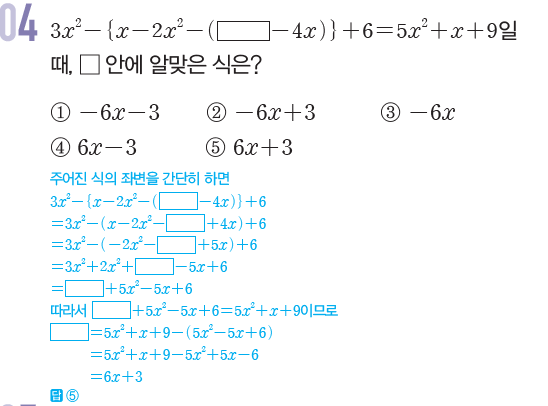 04
3x²-{x-2x²-(□-4x)}+6=5x²+x+9일
때, □ 안에 알맞은 식은?
① -6x-3 ② -6x+3 ③ -6x
④ 6x-3 ⑤ 6x+3
주어진 식의 좌변을 간단히 하면
3x²-{x-2x²-(□-4x)}+6
=3x²-(x-2x²-□+4x)+6
=3x²-(-2x²-□+5x)+6
=3x²+2x²+□-5x+6
=□+5x²-5x+6
따라서 □+5x²-5x+6=5x²+x+9이므로
□=5x²+x+9-(5x²-5x+6)
=5x²+x+9-5x²+5x-6
=6x+3
답 ⑤